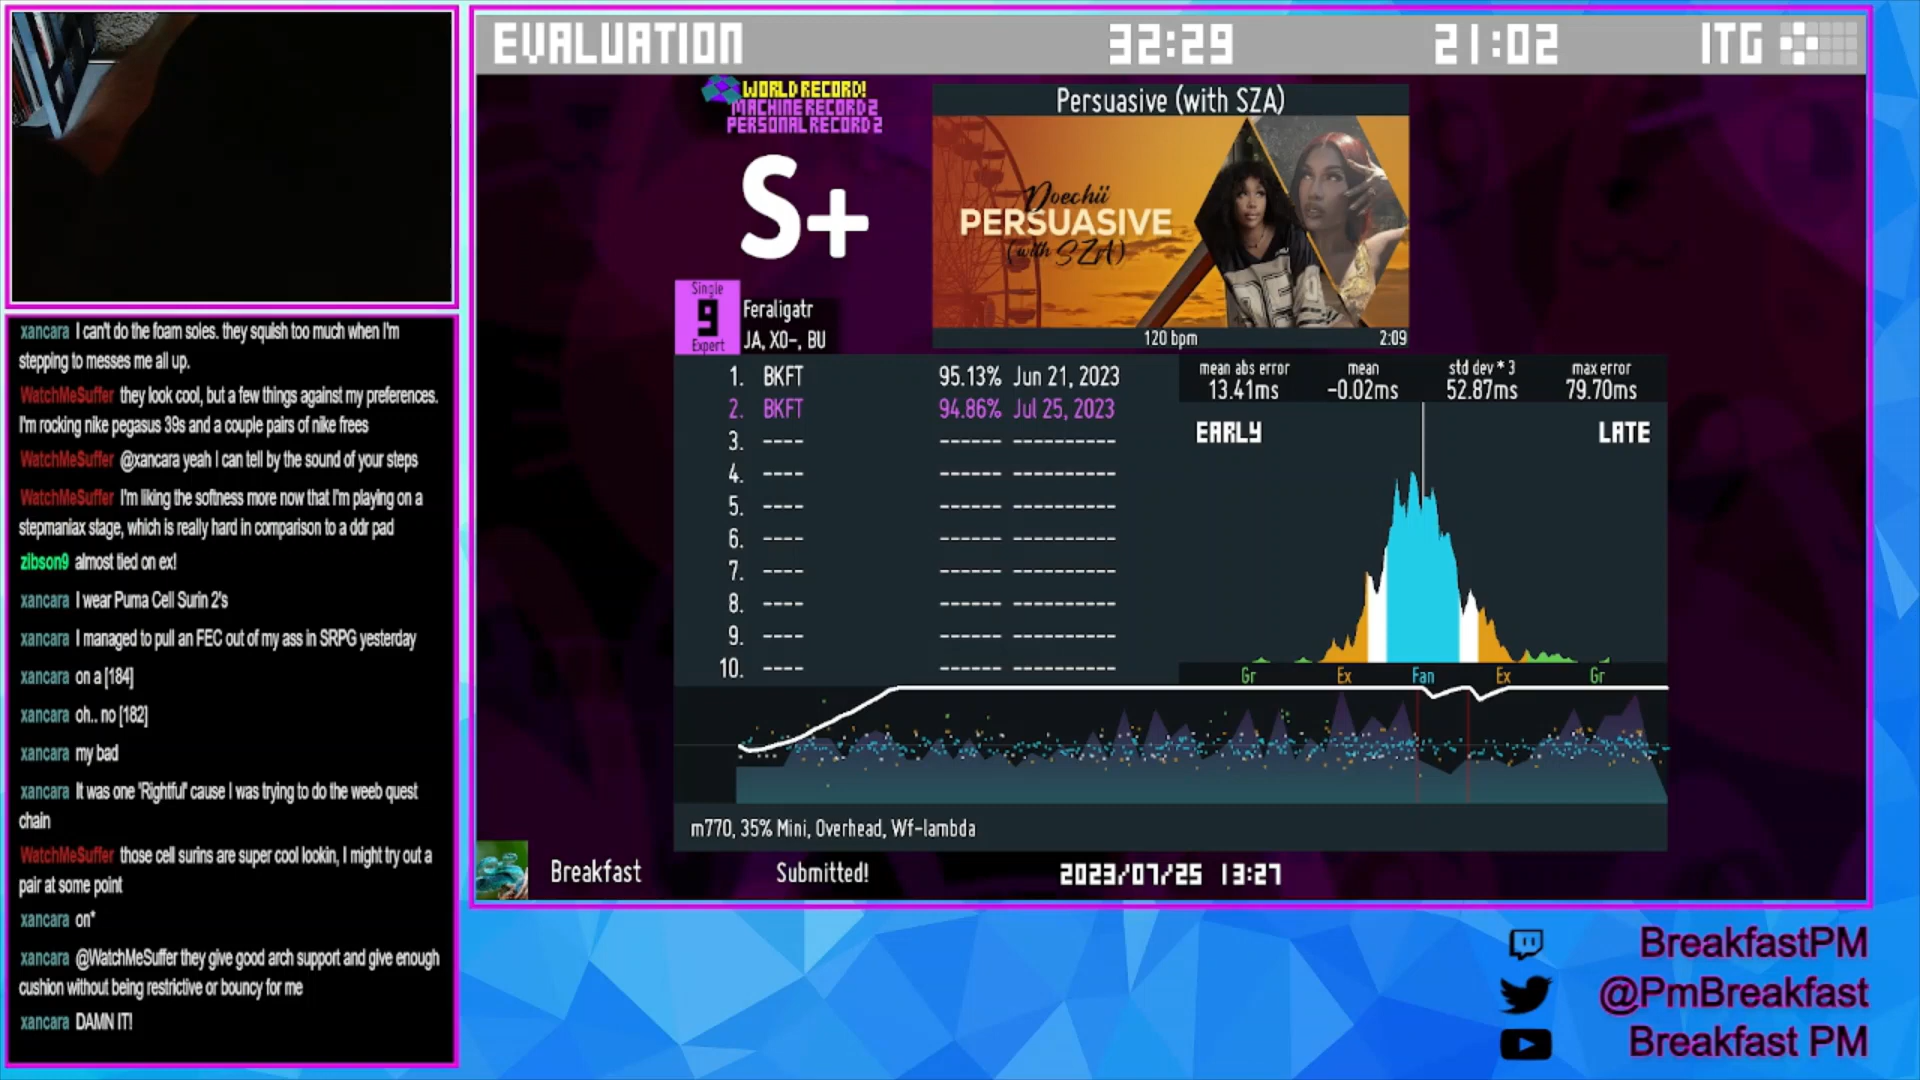 EVALUATION
32:29
21:02
ITG
WORLD RECORD!
MACHINE RECORD 2
PERSONAL RECORD 2
S+
Persuasive (with SZA)
Doechii
PERSUASIVE
(with SZA)
120 bpm
2:09
Single
9
Expert
Feraligatr
JA, XO-, BU
1. BKFT 95.13% Jun 21, 2023
2. BKFT 94.86% Jul 25, 2023
3. ---- ------ ----------
4. ---- ------ ----------
5. ---- ------ ----------
6. ---- ------ ----------
7. ---- ------ ----------
8. ---- ------ ----------
9. ---- ------ ----------
10. ---- ------ ----------
mean abs error mean std dev * 3 max error
13.41ms -0.02ms 52.87ms 79.70ms
EARLY
LATE
Gr Ex Fan Ex Gr
m770, 35% Mini, Overhead, Wf-lambda
Breakfast
Submitted!
2023/07/25 13:27
xancara I can't do the foam soles. they squish too much when I'm
stepping to messes me all up.
WatchMeSuffer they look cool, but a few things against my preferences.
I'm rocking nike pegasus 39s and a couple pairs of nike frees
WatchMeSuffer @xancara yeah I can tell by the sound of your steps
WatchMeSuffer I'm liking the softness more now that I'm playing on a
stepmaniax stage, which is really hard in comparison to a ddr pad
zibson9 almost tied on ex!
xancara I wear Puma Cell Surin 2's
xancara I managed to pull an FEC out of my ass in SRPG yesterday
xancara on a [184]
xancara oh.. no [182]
xancara my bad
xancara It was one "Rightful" cause I was trying to do the weeb quest
chain
WatchMeSuffer those cell surins are super cool lookin, I might try out a
pair at some point
xancara on*
xancara @WatchMeSuffer they give good arch support and give enough
cushion without being restrictive or bouncy for me
xancara DAMN IT!
BreakfastPM
@PmBreakfast
Breakfast PM